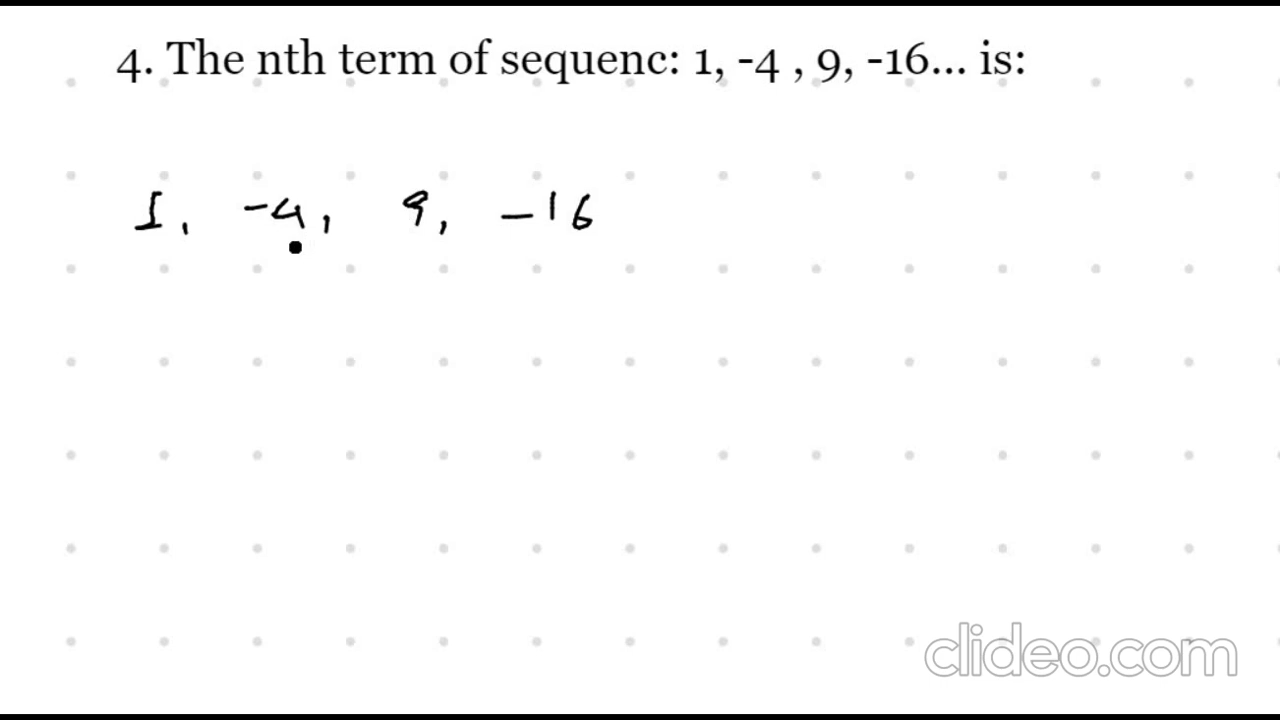 4. The nth term of sequenc: 1, -4 , 9, -16... is:
1, -4, 9, -16
clideo.com